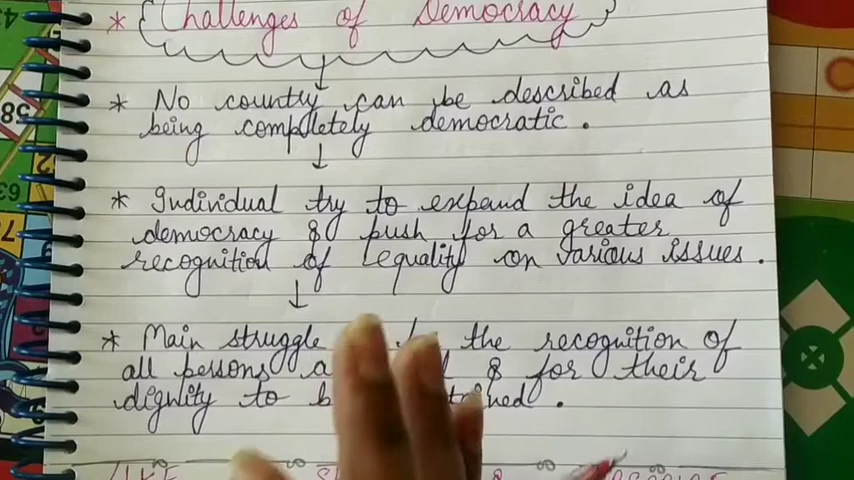 * Challenges of Democracy
* No country can be described as
being completely democratic.
* Individual try to expand the idea of
democracy & push for a greater
recognition of equality on various issues.
* Main struggle the recognition of
all persons & for their
dignity to
58
63